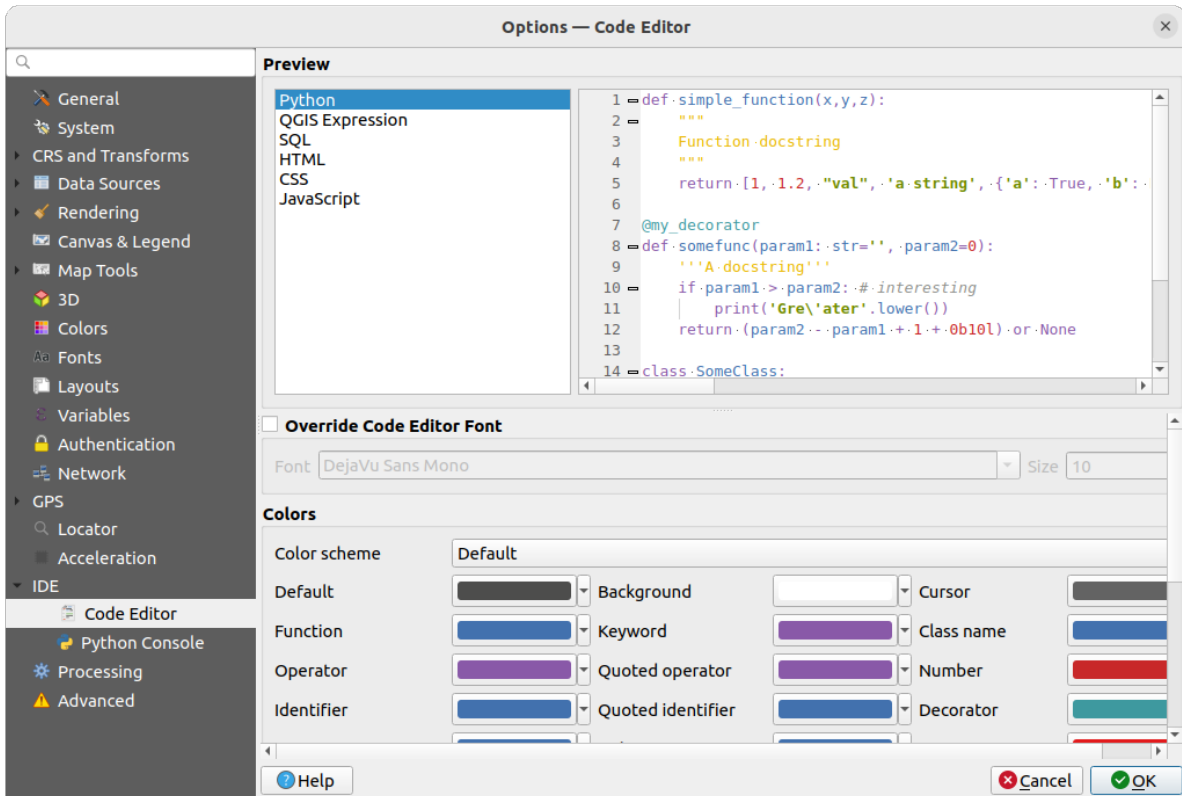 Options — Code Editor
General
System
CRS and Transforms
Data Sources
Rendering
Canvas & Legend
Map Tools
3D
Colors
Aa Fonts
Layouts
Variables
Authentication
Network
GPS
Locator
Acceleration
IDE
Code Editor
Python Console
Processing
Advanced
Preview
Python
QGIS Expression
SQL
HTML
CSS
JavaScript
1 def·simple_function(x,y,z):
2 """
3 Function·docstring
4 """
5 return·[1,·1.2,·"val",·'a·string',·{'a':·True,·'b':·
6
7 @my_decorator
8 def·somefunc(param1:·str='',·param2=0):
9 '''A·docstring'''
10 if·param1·>·param2:·#·interesting
11 print('Gre\'ater'.lower())
12 return·(param2·-·param1·+·1·+·0b10l)·or·None
13
14 class·SomeClass:
Override Code Editor Font
Font DejaVu Sans Mono Size 10
Colors
Color scheme Default
Default Background Cursor
Function Keyword Class name
Operator Quoted operator Number
Identifier Quoted identifier Decorator
Help Cancel OK